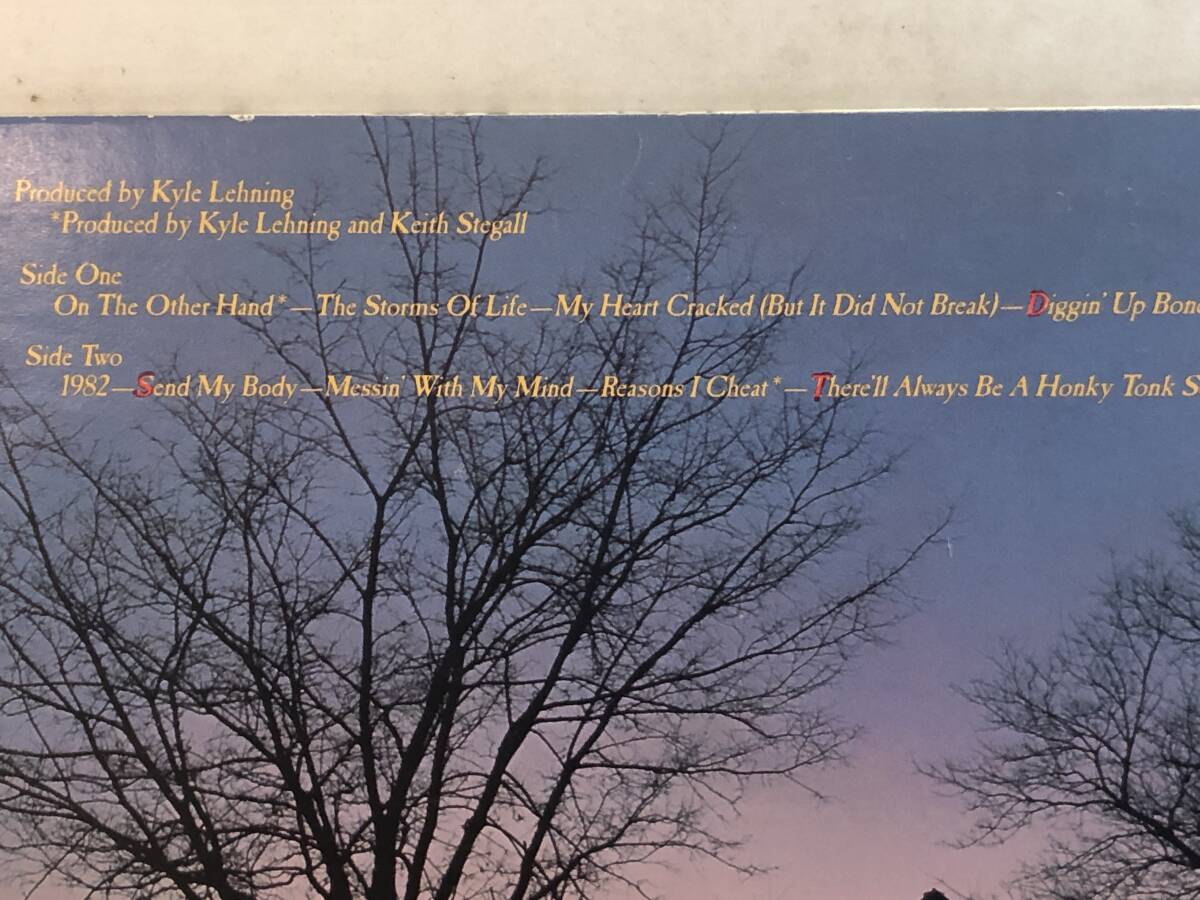 Produced by Kyle Lehning
*Produced by Kyle Lehning and Keith Stegall
Side One
On The Other Hand*—The Storms Of Life—My Heart Cracked (But It Did Not Break)—Diggin' Up Bon
Side Two
1982—Send My Body—Messin' With My Mind—Reasons I Cheat*—There'll Always Be A Honky Tonk S